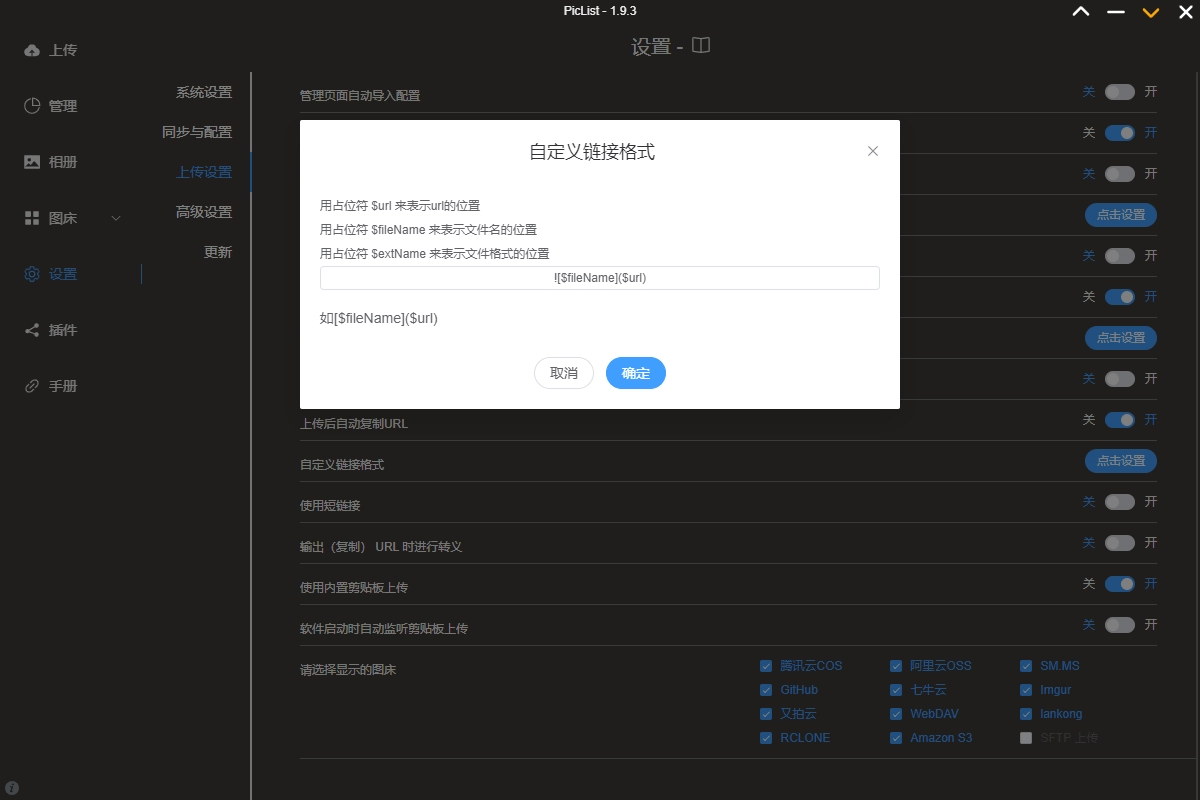 PicList - 1.9.3
设置 -
上传
管理
相册
图床
设置
插件
手册
系统设置
同步与配置
上传设置
高级设置
更新
管理页面自动导入配置
关 开
关 开
关 开
点击设置
关 开
关 开
点击设置
关 开
自定义链接格式
用占位符 $url 来表示url的位置
用占位符 $fileName 来表示文件名的位置
用占位符 $extName 来表示文件格式的位置
![$fileName]($url)
如[$fileName]($url)
取消 确定
上传后自动复制URL 关 开
自定义链接格式 点击设置
使用短链接 关 开
输出（复制） URL 时进行转义 关 开
使用内置剪贴板上传 关 开
软件启动时自动监听剪贴板上传 关 开
请选择显示的图床
腾讯云COS 阿里云OSS SM.MS
GitHub 七牛云 Imgur
又拍云 WebDAV lankong
RCLONE Amazon S3 SFTP上传